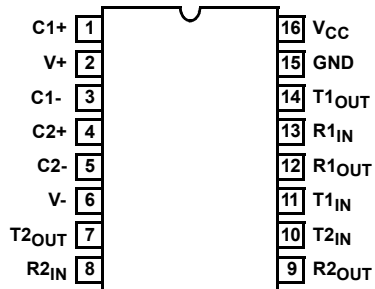 C1+ 1 16 VCC
V+ 2 15 GND
C1- 3 14 T1OUT
C2+ 4 13 R1IN
C2- 5 12 R1OUT
V- 6 11 T1IN
T2OUT 7 10 T2IN
R2IN 8 9 R2OUT